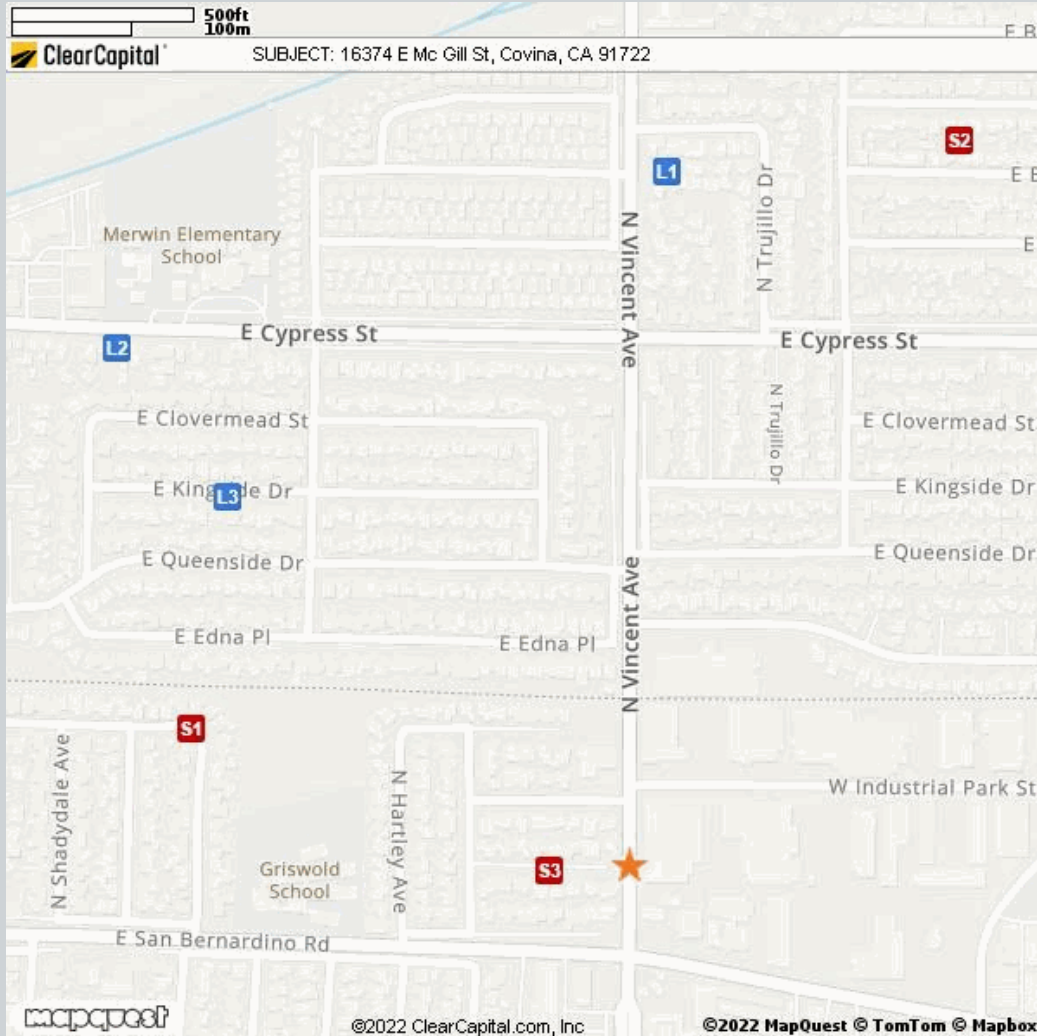 500ft
100m
E B
ClearCapital
SUBJECT: 16374 E Mc Gill St, Covina, CA 91722
S2
L1
E E
N Trujillo Dr
N Vincent Ave
Merwin Elementary
School
E
E Cypress St
E Cypress St
L2
N Trujillo Dr
E Clovermead St
E Clovermead St
E Kingside Dr
L3
E Kingside Dr
E Queenside Dr
E Queenside Dr
N Vincent Ave
E Edna Pl
E Edna Pl
S1
N Shadydale Ave
N Hartley Ave
W Industrial Park St
Griswold
School
S3
E San Bernardino Rd
mapquest
©2022 ClearCapital.com, Inc
©2022 MapQuest © TomTom © Mapbox